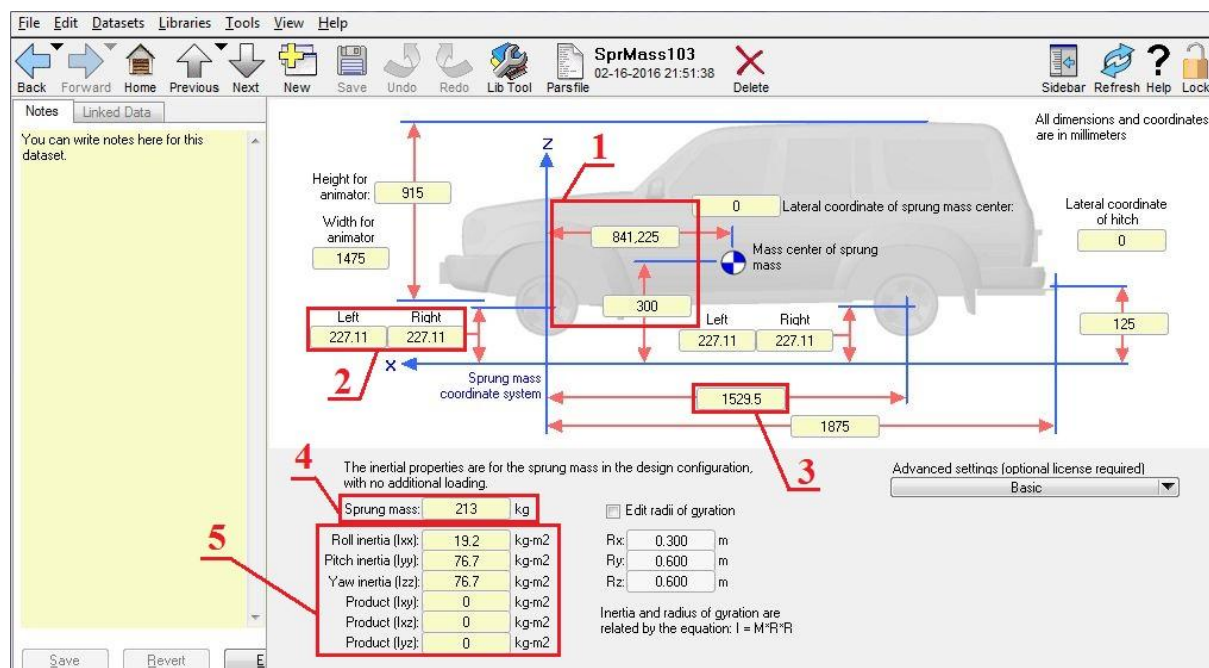 File Edit Datasets Libraries Tools View Help
SprMass103
02-16-2016 21:51:38
Back Forward Home Previous Next New Save Undo Redo Lib Tool Parsfile Delete Sidebar Refresh Help Lock
Notes Linked Data
You can write notes here for this
dataset.
All dimensions and coordinates
are in millimeters
1
Z
Height for
animator: 915
Width for
animator
1475
0 Lateral coordinate of sprung mass center:
Lateral coordinate
of hitch
0
841,225
Mass center of sprung
mass
300
Left Right
227.11 227.11
Left Right
227.11 227.11
125
2
X
Sprung mass
coordinate system
1529.5
1875
3
4
The inertial properties are for the sprung mass in the design configuration,
with no additional loading.
Advanced settings (optional license required)
Basic
Sprung mass: 213 kg
Edit radii of gyration
5
Roll inertia (Ixx): 19.2 kg-m2
Pitch inertia (Iyy): 76.7 kg-m2
Yaw inertia (Izz): 76.7 kg-m2
Product (Ixy): 0 kg-m2
Product (Ixz): 0 kg-m2
Product (Iyz): 0 kg-m2
Rx: 0.300 m
Ry: 0.600 m
Rz: 0.600 m
Inertia and radius of gyration are
related by the equation: I = M*R*R
Save Revert E